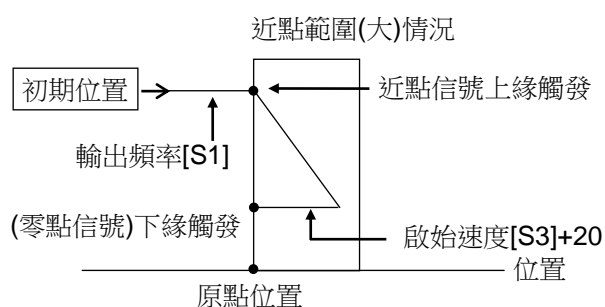 近點範圍(大)情況
初期位置
近點信號上緣觸發
輸出頻率[S1]
(零點信號)下緣觸發
啟始速度[S3]+20
位置
原點位置